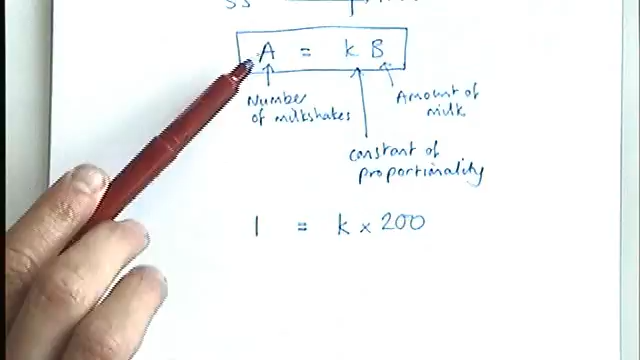 A = k B
Number of milkshakes
Amount of milk
constant of proportionality
1 = k × 200